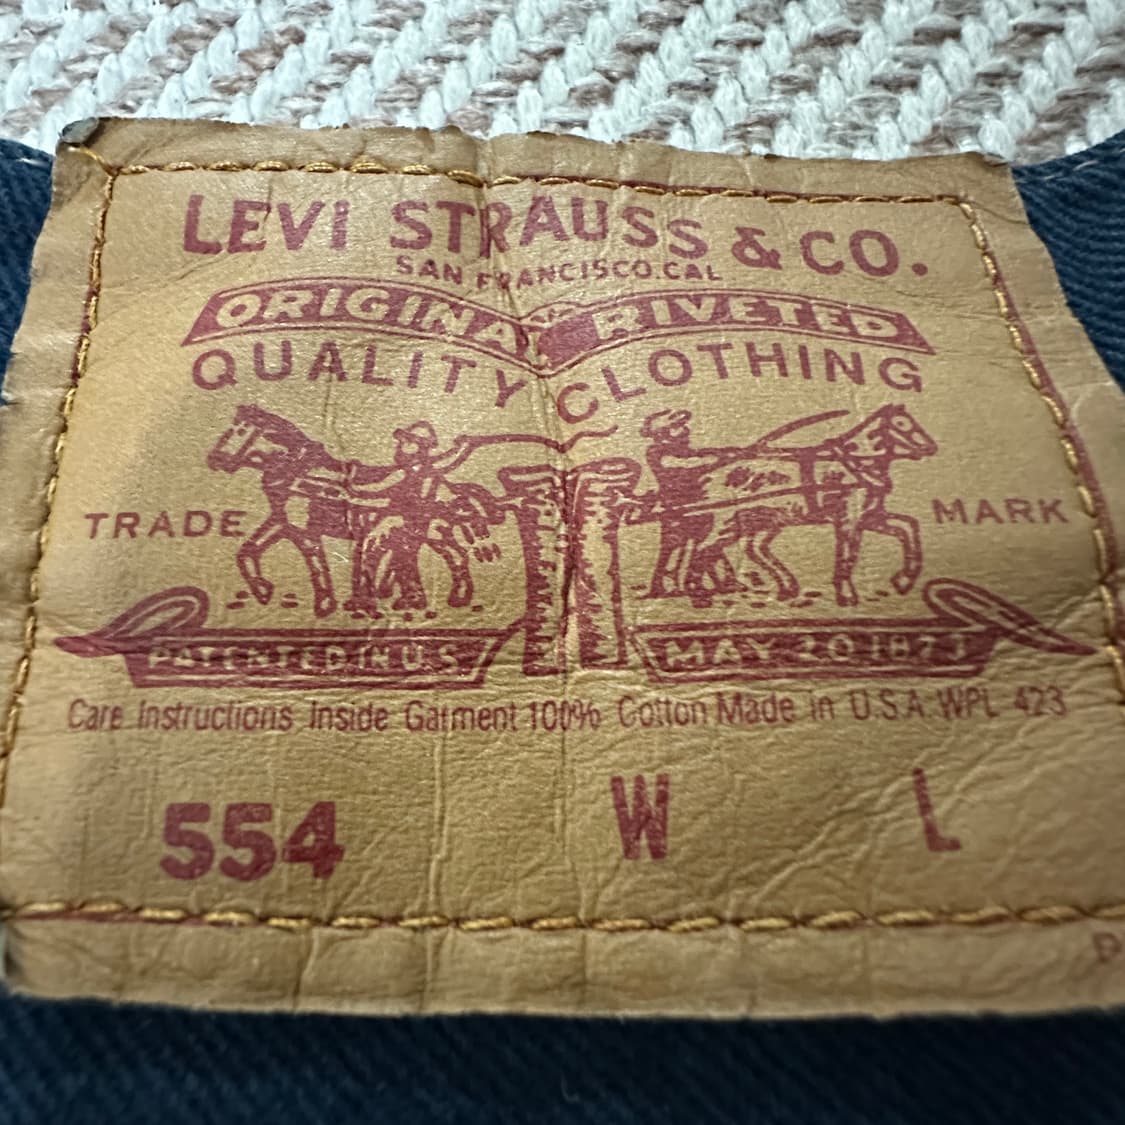 LEVI STRAUSS & CO.
SAN FRANCISCO.CAL
ORIGINAL RIVETED
QUALITY CLOTHING
TRADE MARK
PATENTED IN U.S. MAY 20 1873
Care Instructions Inside Garment 100% Cotton Made in U.S.A. WPL 423
554 W L